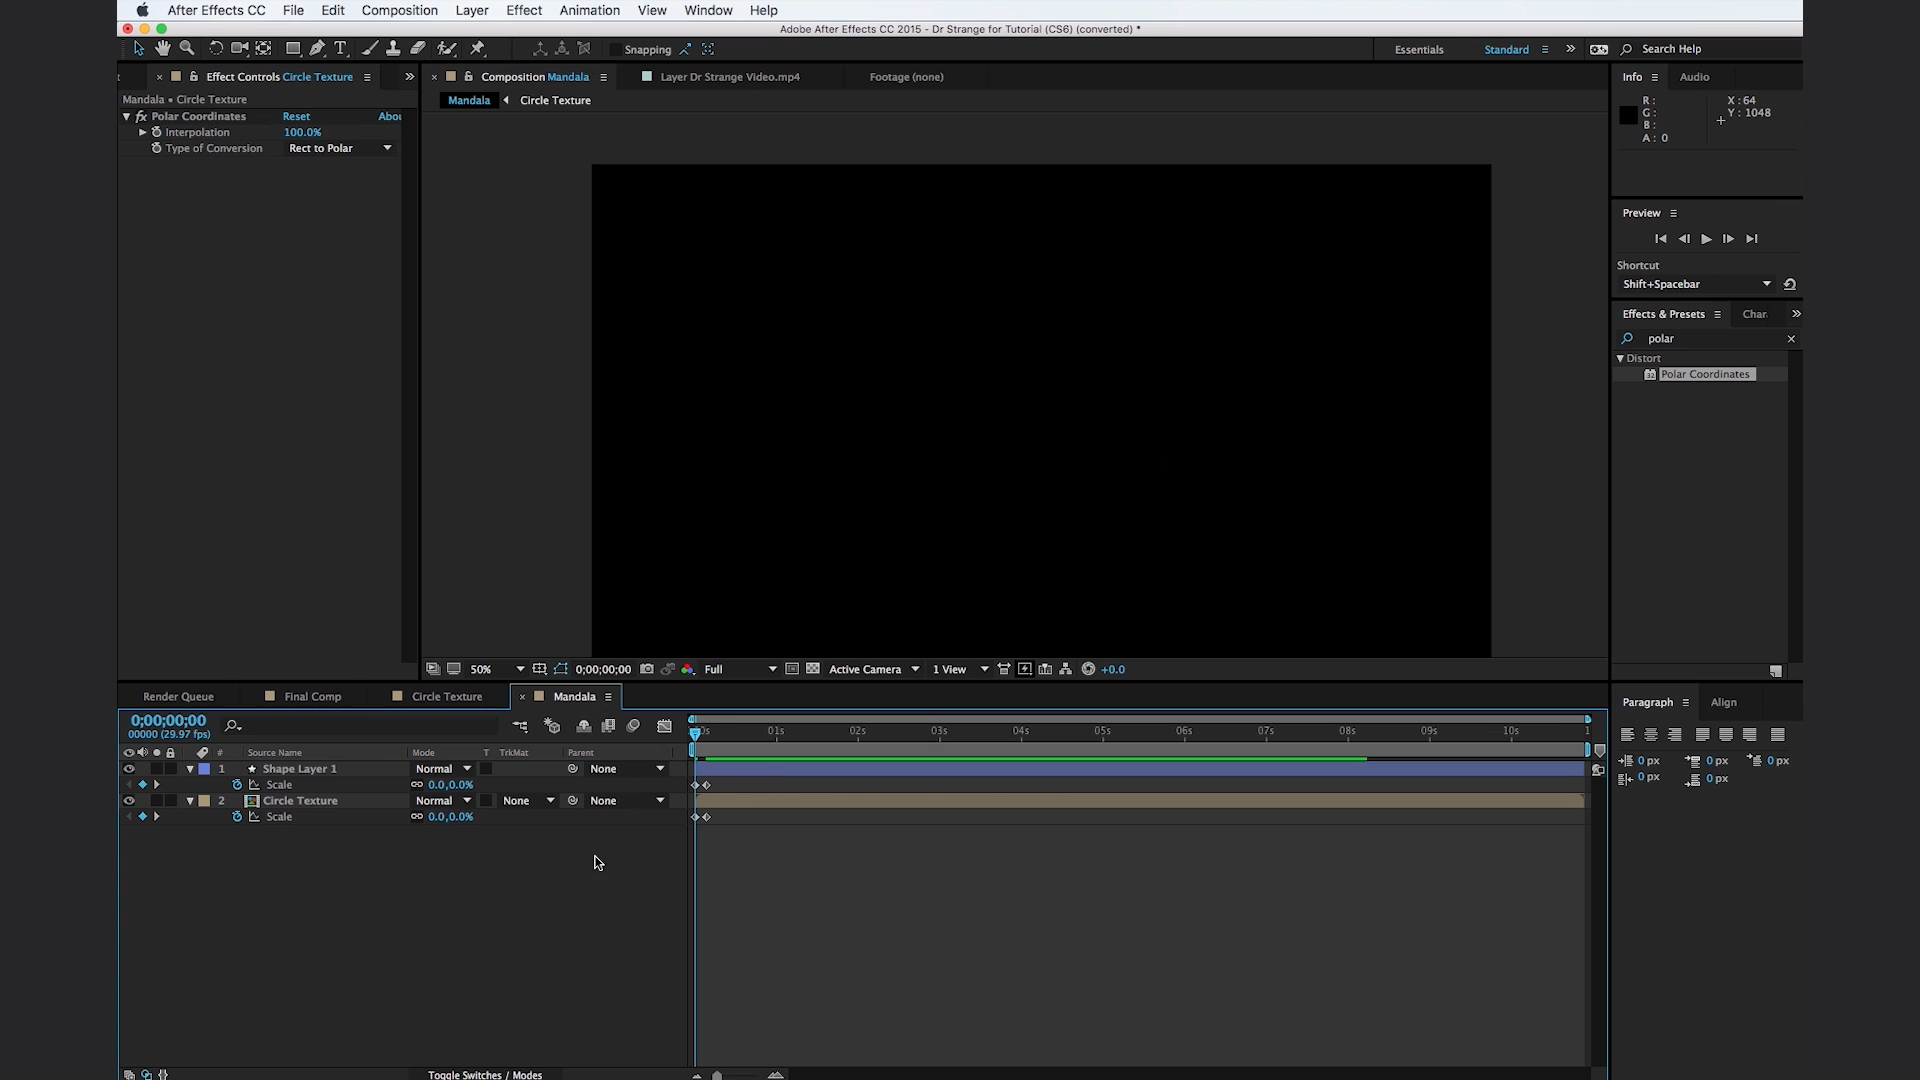 After Effects CC File Edit Composition Layer Effect Animation View Window Help
Adobe After Effects CC 2015 - Dr Strange for Tutorial (CS6) (converted) *
Snapping Essentials Standard Search Help
t Effect Controls Circle Texture Composition Mandala Layer Dr Strange Video.mp4 Footage (none) Info Audio
Mandala • Circle Texture
Mandala Circle Texture
fx Polar Coordinates Reset Abou
Interpolation 100.0%
Type of Conversion Rect to Polar
R: X: 64
G: Y: 1048
B:
A: 0
Preview
Shortcut
Shift+Spacebar
Effects & Presets Char
polar
Distort
32 Polar Coordinates
50% 0;00;00;00 Full Active Camera 1 View +0.0
Render Queue Final Comp Circle Texture Mandala
Paragraph Align
0;00;00;00
00000 (29.97 fps)
0s 01s 02s 03s 04s 05s 06s 07s 08s 09s 10s 1
# Source Name Mode T TrkMat Parent
1 Shape Layer 1 Normal None
Scale 0.0,0.0%
2 Circle Texture Normal None None
Scale 0.0,0.0%
0 px 0 px 0 px
0 px 0 px
Toggle Switches / Modes